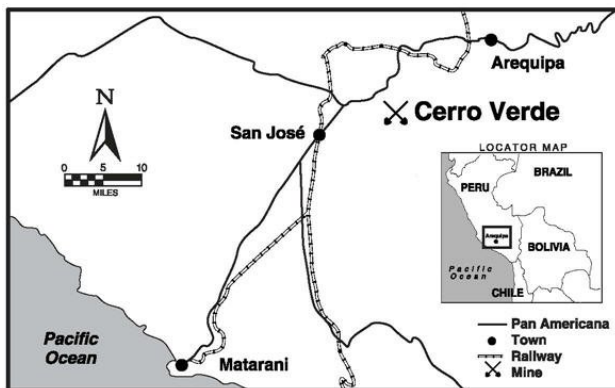 Arequipa
N
Cerro Verde
San José
0 5 10
MILES
LOCATOR MAP
BRAZIL
PERU
Arequipa
BOLIVIA
Pacific
Ocean
CHILE
Pacific
Ocean
Matarani
Pan Americana
Town
Railway
Mine